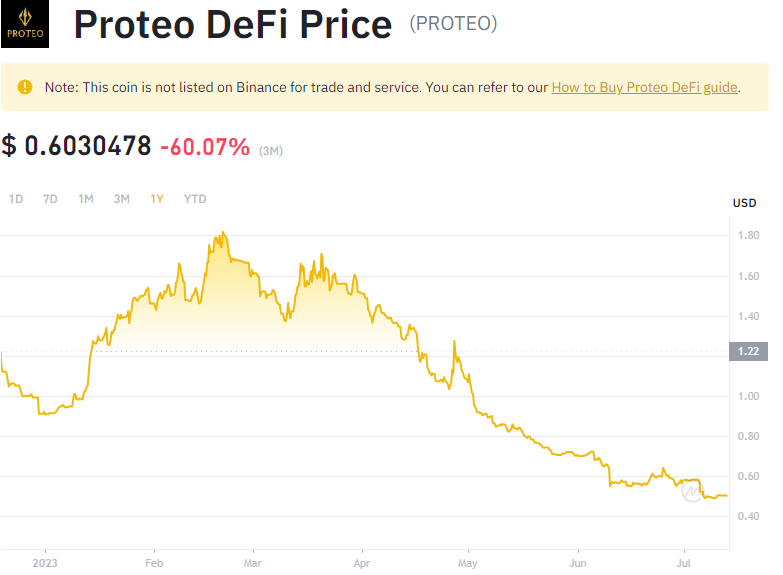 PROTEO
Proteo DeFi Price (PROTEO)
Note: This coin is not listed on Binance for trade and service. You can refer to our How to Buy Proteo DeFi guide.
$ 0.6030478 -60.07% (3M)
1D 7D 1M 3M 1Y YTD
USD
1.80
1.60
1.40
1.22
1.00
0.80
0.60
0.40
2023 Feb Mar Apr May Jun Jul